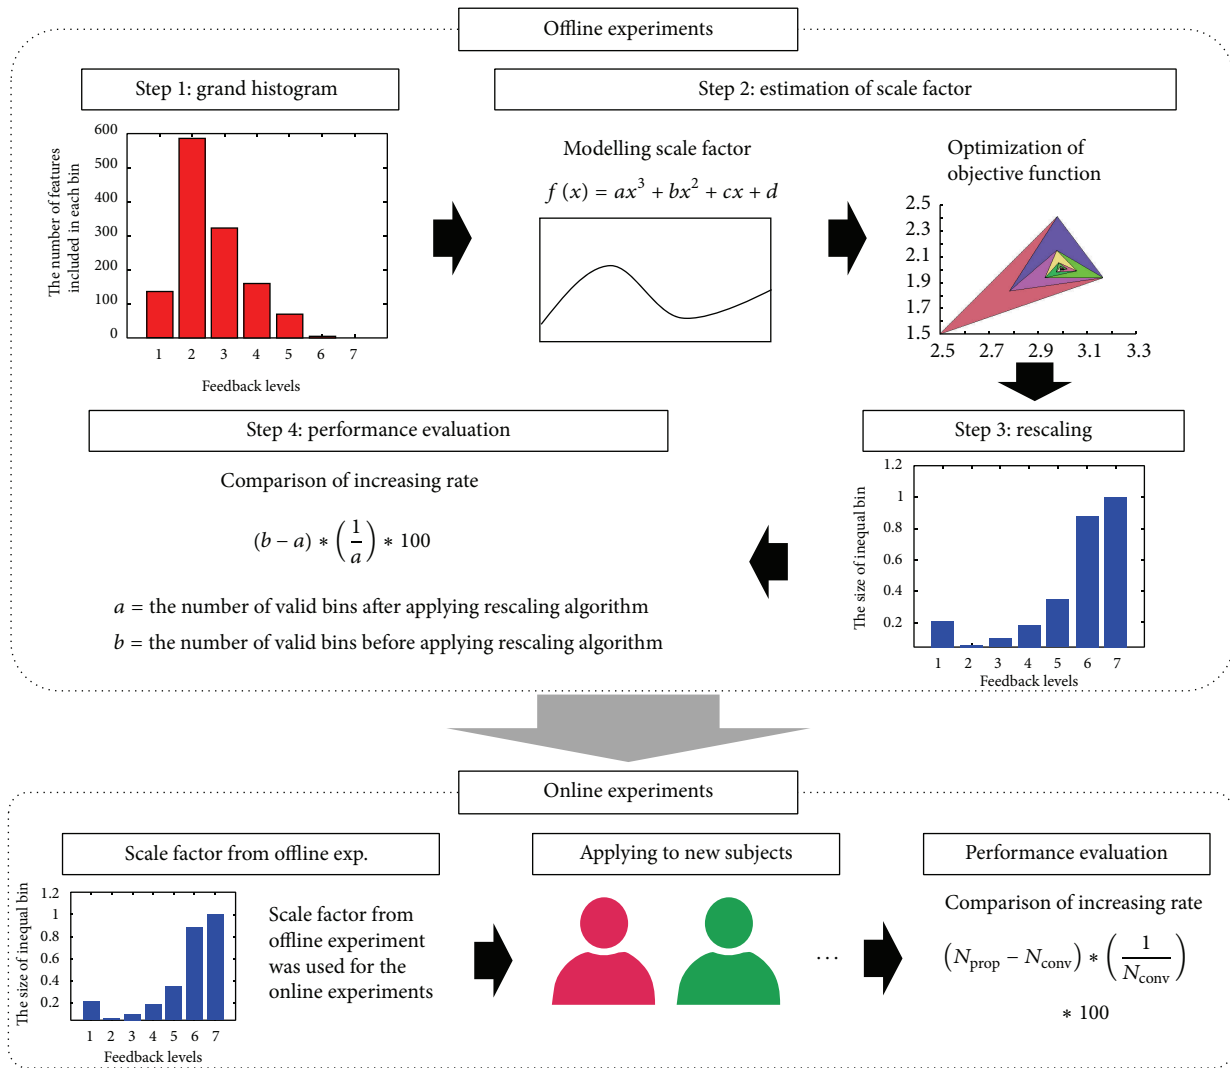 Offline experiments
Step 1: grand histogram
Step 2: estimation of scale factor
The number of features
included in each bin
600
500
400
300
200
100
0
1 2 3 4 5 6 7
Feedback levels
Modelling scale factor
f (x) = ax³ + bx² + cx + d
Optimization of
objective function
2.5
2.3
2.1
1.9
1.7
1.5
2.5 2.7 2.9 3.1 3.3
Step 4: performance evaluation
Comparison of increasing rate
(b − a) ∗ (1/a) ∗ 100
a = the number of valid bins after applying rescaling algorithm
b = the number of valid bins before applying rescaling algorithm
Step 3: rescaling
The size of inequal bin
1.2
1
0.8
0.6
0.4
0.2
1 2 3 4 5 6 7
Feedback levels
Online experiments
Scale factor from offline exp.
Applying to new subjects
Performance evaluation
The size of inequal bin
1.2
1
0.8
0.6
0.4
0.2
1 2 3 4 5 6 7
Feedback levels
Scale factor from
offline experiment
was used for the
online experiments
...
Comparison of increasing rate
(N_prop − N_conv) ∗ (1/N_conv)
∗ 100